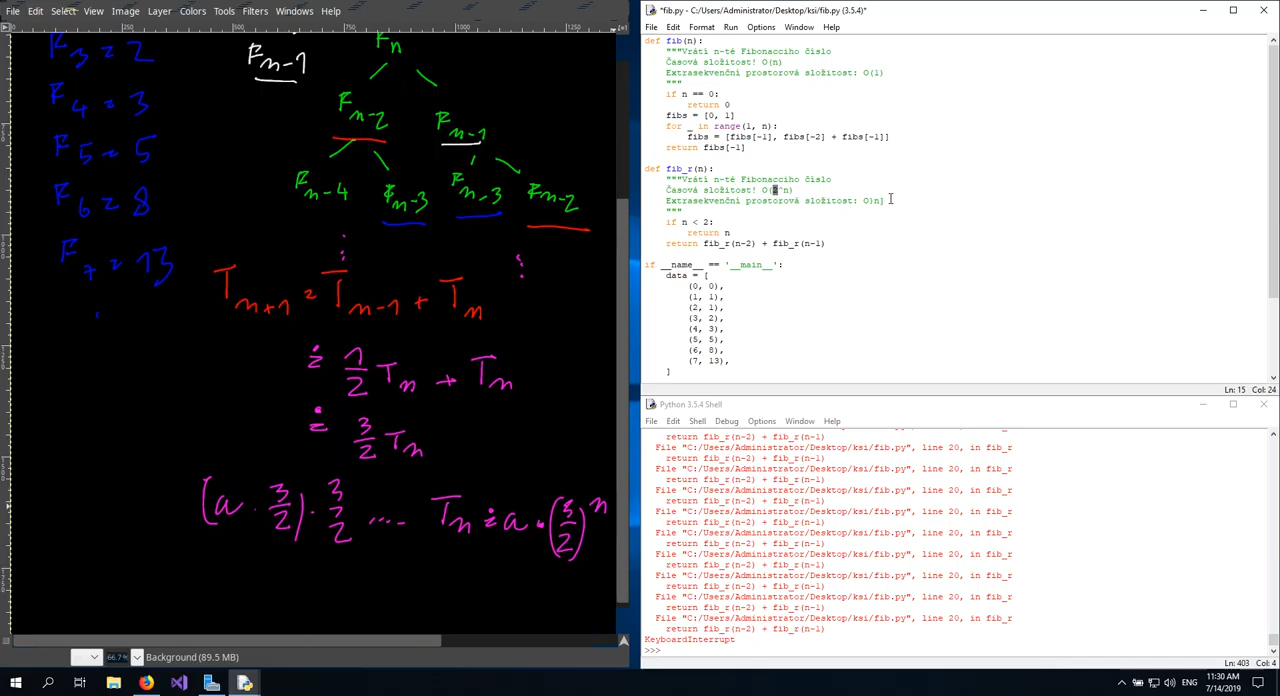 File Edit Select View Image Layer Colors Tools Filters Windows Help
500 750 1000 1250
F3 = 2
F4 = 3
F5 = 5
F6 = 8
F7 = 13
Fn-1
Fn
Fn-2 Fn-1
Fn-4 Fn-3 Fn-3 Fn-2
Tn+1 = Tn-1 + Tn
≐ 1/2 Tn + Tn
≐ 3/2 Tn
(a · 3/2) · 3/2 .... Tn ≐ a · (3/2)^n
66.7 Background (89.5 MB)
*fib.py - C:/Users/Administrator/Desktop/ksi/fib.py (3.5.4)*
File Edit Format Run Options Window Help
def fib(n):
"""Vrátí n-té Fibonacciho číslo
Časová složitost! O(n)
Extrasekvenční prostorová složitost: O(1)
"""
if n == 0:
return 0
fibs = [0, 1]
for _ in range(1, n):
fibs = [fibs[-1], fibs[-2] + fibs[-1]]
return fibs[-1]
def fib_r(n):
"""Vrátí n-té Fibonacciho číslo
Časová složitost! O(2^n)
Extrasekvenční prostorová složitost: O)n]
"""
if n < 2:
return n
return fib_r(n-2) + fib_r(n-1)
if __name__ == '__main__':
data = [
(0, 0),
(1, 1),
(2, 1),
(3, 2),
(4, 3),
(5, 5),
(6, 8),
(7, 13),
]
Ln: 15 Col: 24
Python 3.5.4 Shell
File Edit Shell Debug Options Window Help
return fib_r(n-2) + fib_r(n-1)
File "C:/Users/Administrator/Desktop/ksi/fib.py", line 20, in fib_r
return fib_r(n-2) + fib_r(n-1)
File "C:/Users/Administrator/Desktop/ksi/fib.py", line 20, in fib_r
return fib_r(n-2) + fib_r(n-1)
File "C:/Users/Administrator/Desktop/ksi/fib.py", line 20, in fib_r
return fib_r(n-2) + fib_r(n-1)
File "C:/Users/Administrator/Desktop/ksi/fib.py", line 20, in fib_r
return fib_r(n-2) + fib_r(n-1)
File "C:/Users/Administrator/Desktop/ksi/fib.py", line 20, in fib_r
return fib_r(n-2) + fib_r(n-1)
File "C:/Users/Administrator/Desktop/ksi/fib.py", line 20, in fib_r
return fib_r(n-2) + fib_r(n-1)
File "C:/Users/Administrator/Desktop/ksi/fib.py", line 20, in fib_r
return fib_r(n-2) + fib_r(n-1)
File "C:/Users/Administrator/Desktop/ksi/fib.py", line 20, in fib_r
return fib_r(n-2) + fib_r(n-1)
File "C:/Users/Administrator/Desktop/ksi/fib.py", line 20, in fib_r
return fib_r(n-2) + fib_r(n-1)
KeyboardInterrupt
>>>
Ln: 403 Col: 4
ENG
11:30 AM
7/14/2019